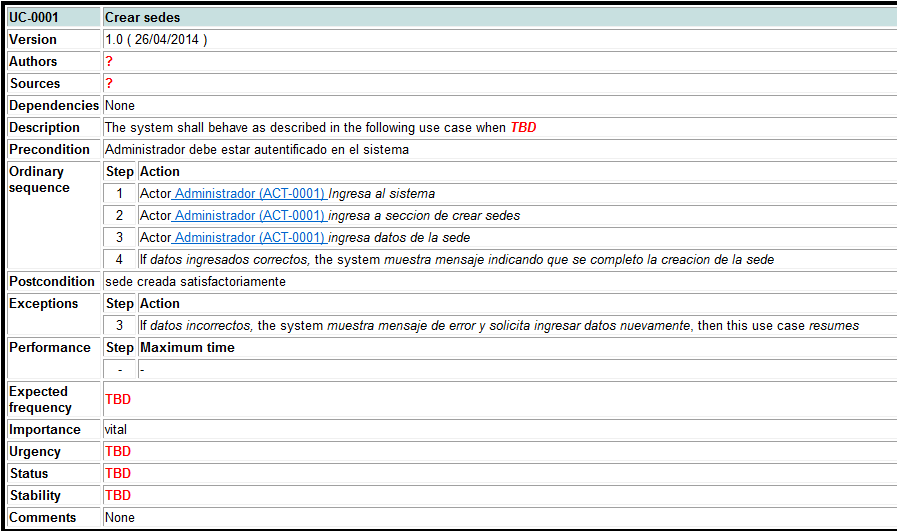 UC-0001 Crear sedes
Version 1.0 ( 26/04/2014 )
Authors ?
Sources ?
Dependencies None
Description The system shall behave as described in the following use case when TBD
Precondition Administrador debe estar autentificado en el sistema
Ordinary sequence Step Action
1 Actor Administrador (ACT-0001) Ingresa al sistema
2 Actor Administrador (ACT-0001) ingresa a seccion de crear sedes
3 Actor Administrador (ACT-0001) ingresa datos de la sede
4 If datos ingresados correctos, the system muestra mensaje indicando que se completo la creacion de la sede
Postcondition sede creada satisfactoriamente
Exceptions Step Action
3 If datos incorrectos, the system muestra mensaje de error y solicita ingresar datos nuevamente, then this use case resumes
Performance Step Maximum time
- -
Expected frequency TBD
Importance vital
Urgency TBD
Status TBD
Stability TBD
Comments None